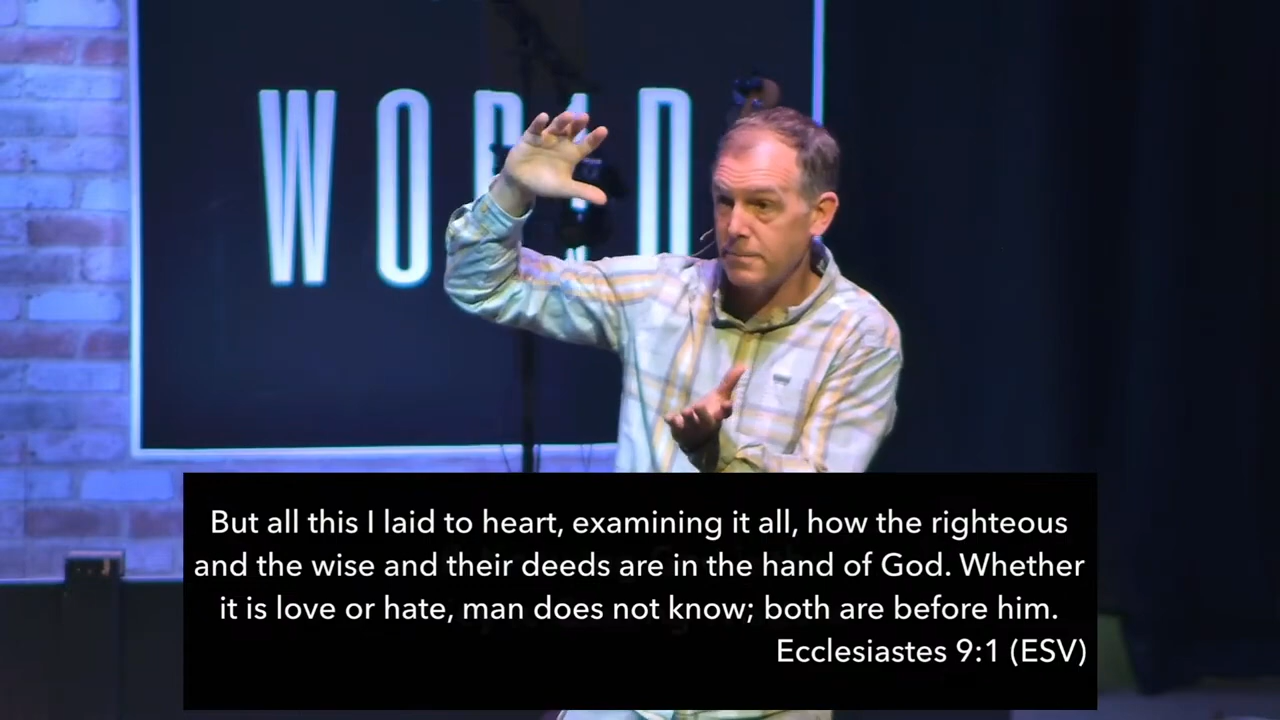 WORLD
But all this I laid to heart, examining it all, how the righteous
and the wise and their deeds are in the hand of God. Whether
it is love or hate, man does not know; both are before him.
Ecclesiastes 9:1 (ESV)